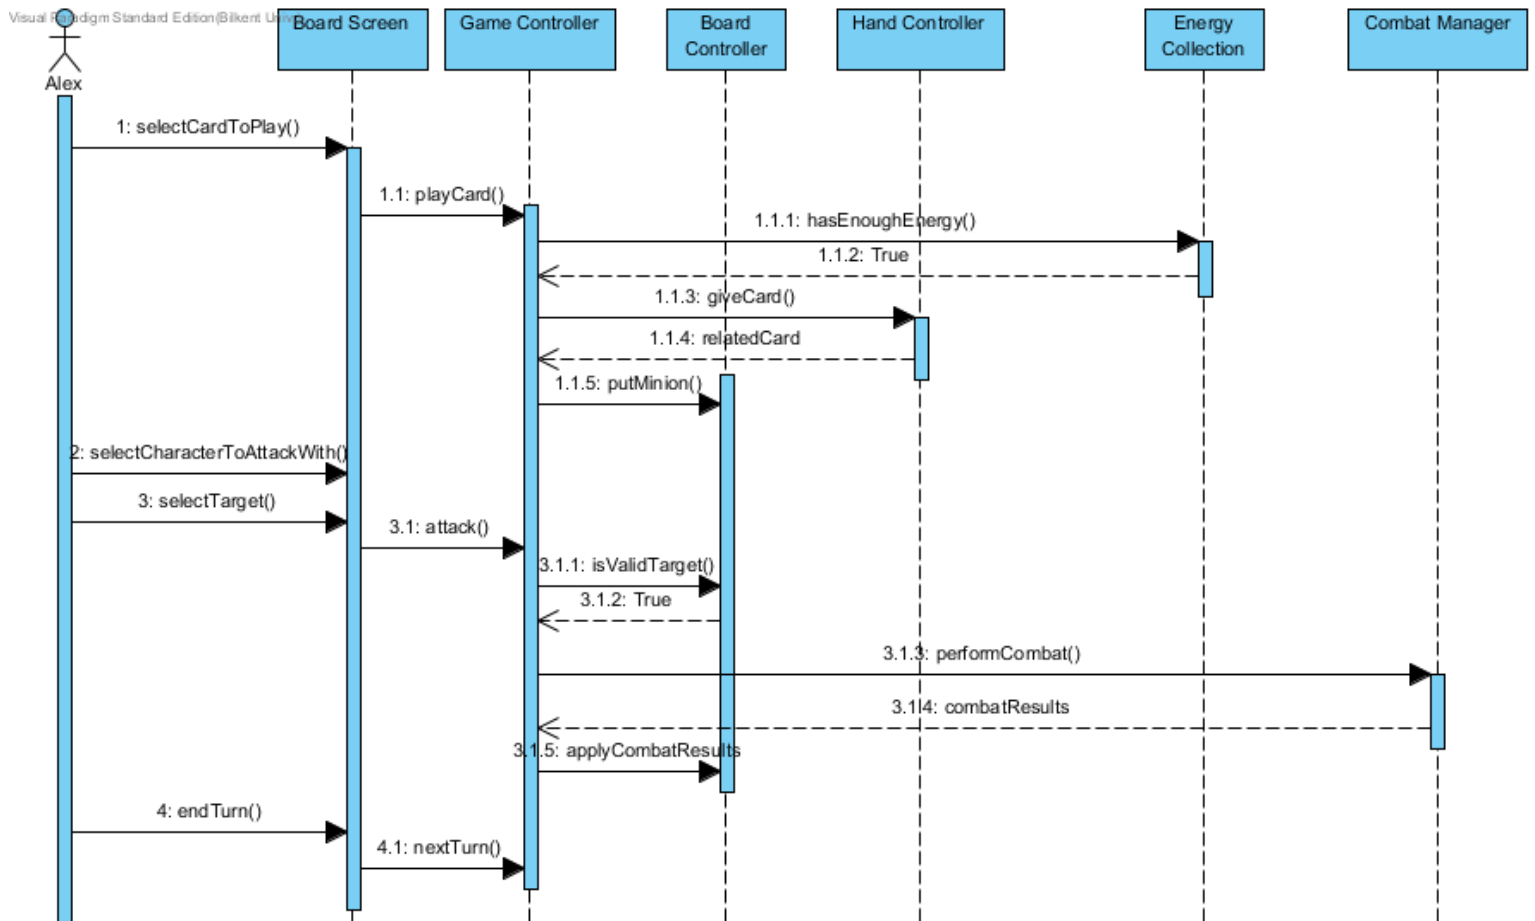 Visual Paradigm Standard Edition(Bilkent Univ
Alex
Board Screen
Game Controller
Board
Controller
Hand Controller
Energy
Collection
Combat Manager
1: selectCardToPlay()
1.1: playCard()
1.1.1: hasEnoughEnergy()
1.1.2: True
1.1.3: giveCard()
1.1.4: relatedCard
1.1.5: putMinion()
2: selectCharacterToAttackWith()
3: selectTarget()
3.1: attack()
3.1.1: isValidTarget()
3.1.2: True
3.1.3: performCombat()
3.1.4: combatResults
3.1.5: applyCombatResults
4: endTurn()
4.1: nextTurn()